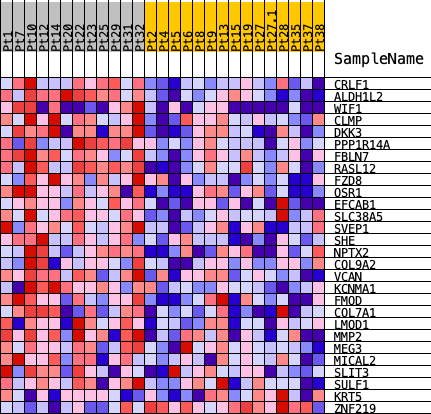 Pt1 Pt7 Pt10 Pt12 Pt14 Pt20 Pt22 Pt23 Pt25 Pt29 Pt31 Pt32 Pt2 Pt4 Pt5 Pt6 Pt8 Pt9 Pt13 Pt15 Pt19 Pt27 Pt27.1 Pt28 Pt35 Pt37 Pt38
SampleName
CRLF1
ALDH1L2
WIF1
CLMP
DKK3
PPP1R14A
FBLN7
RASL12
FZD8
OSR1
EFCAB1
SLC38A5
SVEP1
SHE
NPTX2
COL9A2
VCAN
KCNMA1
FMOD
COL7A1
LMOD1
MMP2
MEG3
MICAL2
SLIT3
SULF1
KRT5
ZNF219